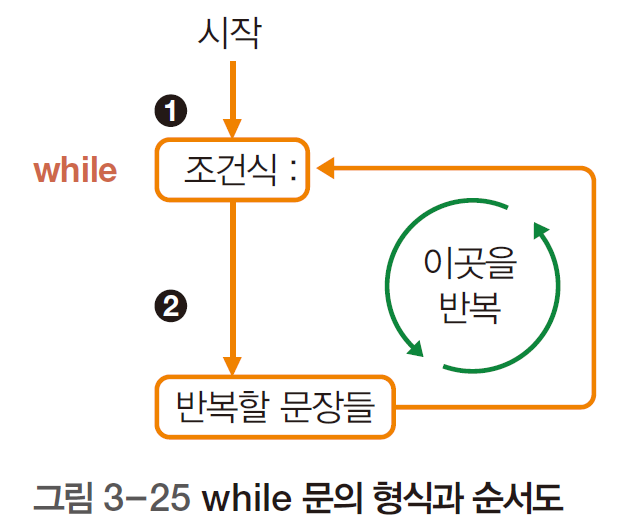 시작
❶
while 조건식 :
이곳을
반복
❷
반복할 문장들
그림 3-25 while 문의 형식과 순서도